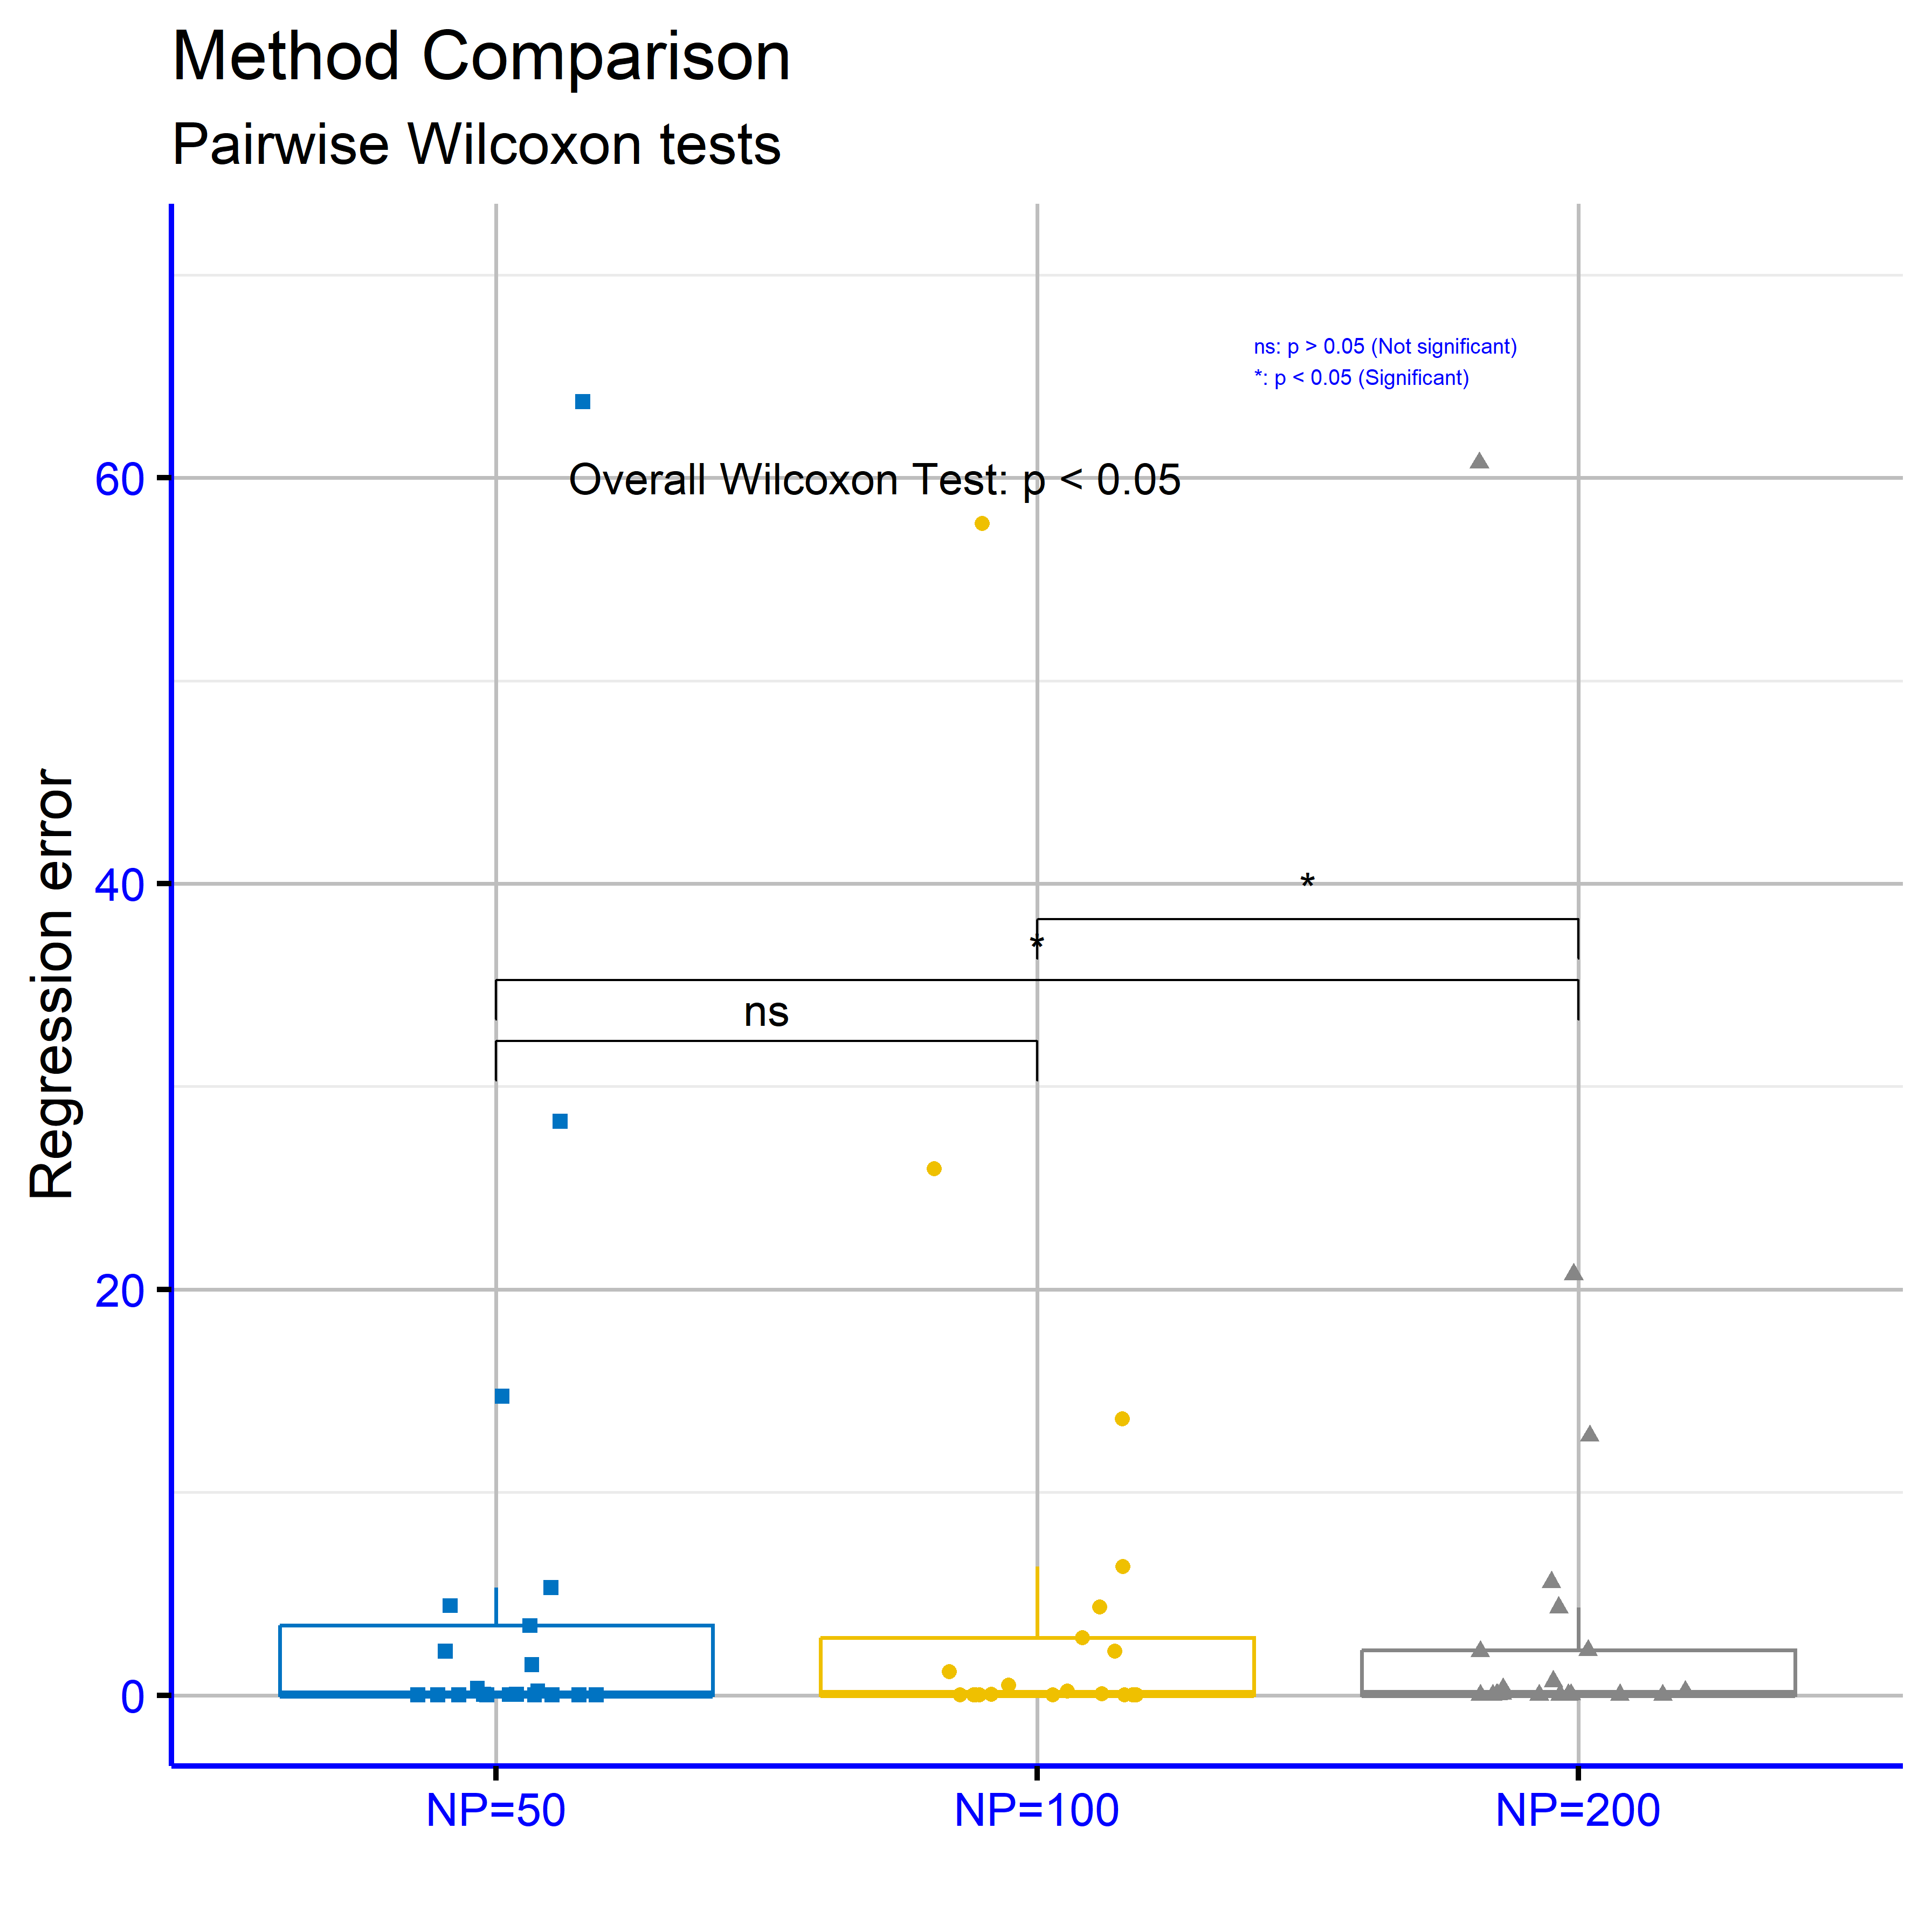 Method Comparison
Pairwise Wilcoxon tests
ns: p > 0.05 (Not significant)
*: p < 0.05 (Significant)
Overall Wilcoxon Test: p < 0.05
60
40
20
0
*
*
ns
Regression error
NP=50
NP=100
NP=200